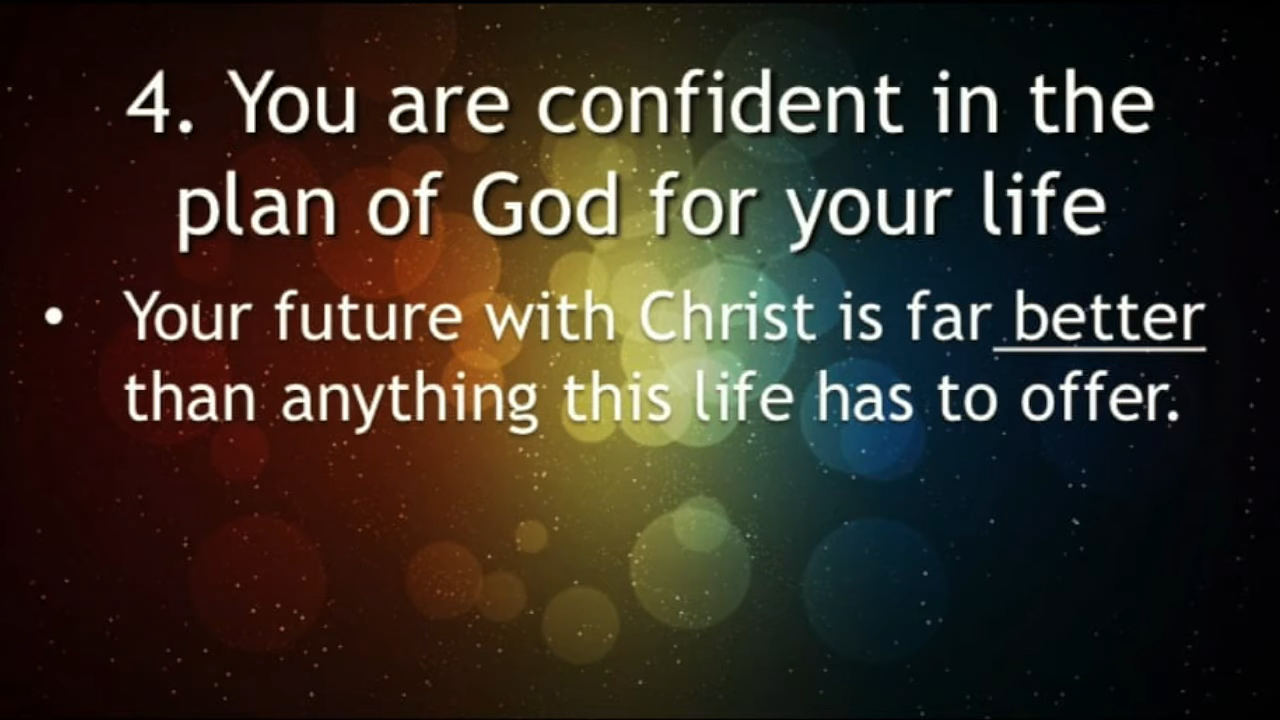 4. You are confident in the
plan of God for your life
• Your future with Christ is far better
than anything this life has to offer.